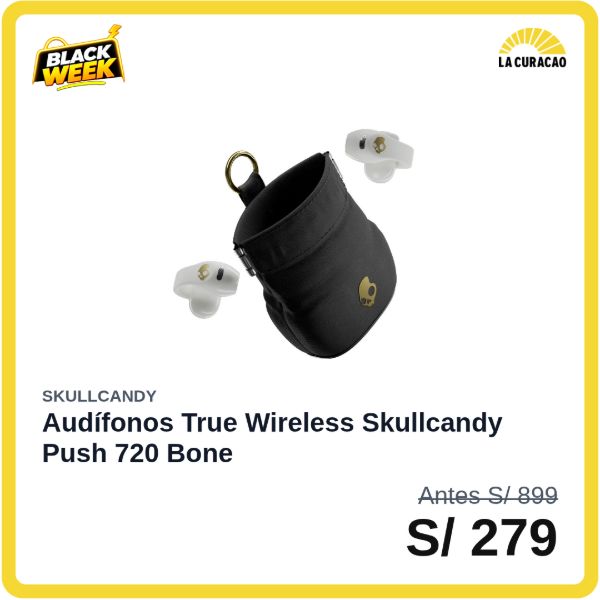 BLACK
WEEK
LA CURACAO
SKULLCANDY
Audífonos True Wireless Skullcandy
Push 720 Bone
Antes S/ 899
S/ 279